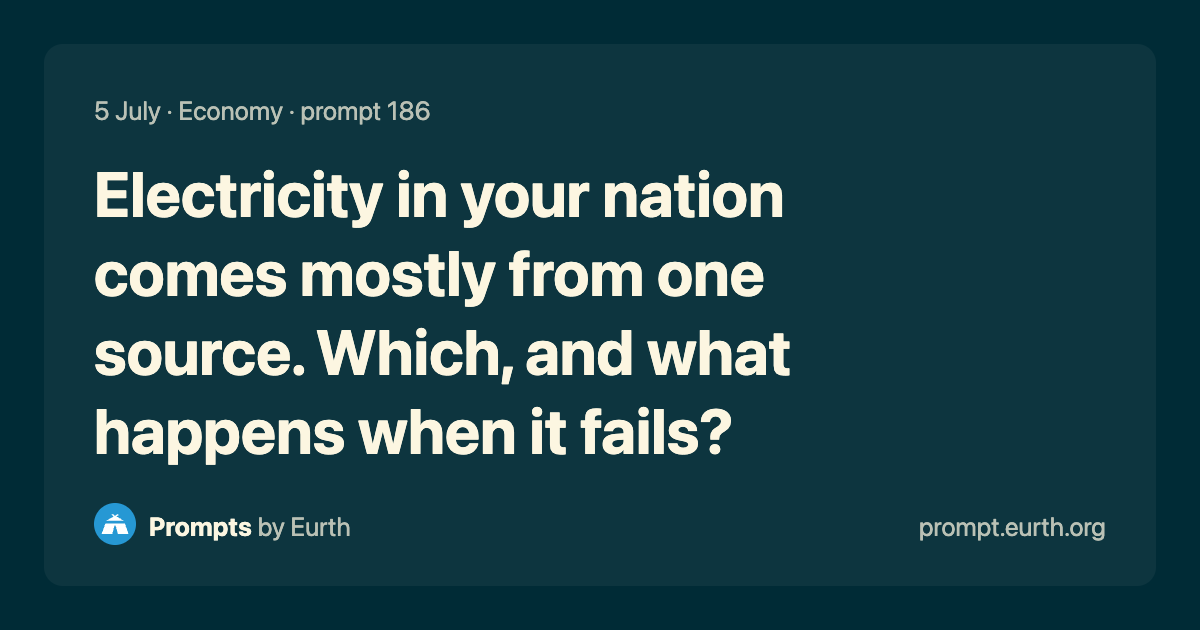 5 July · Economy · prompt 186
Electricity in your nation
comes mostly from one
source. Which, and what
happens when it fails?
Prompts by Eurth
prompt.eurth.org